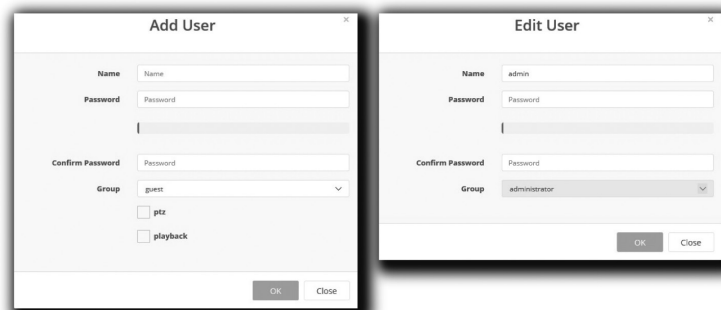 Add User
×
Name
Name
Password
Password
Confirm Password
Password
Group
guest
ptz
playback
OK
Close
Edit User
×
Name
admin
Password
Password
Confirm Password
Password
Group
administrator
OK
Close